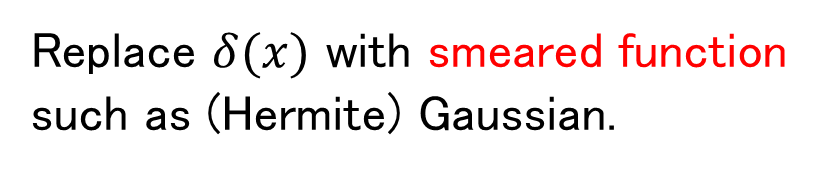 Replace 𝛿(𝑥) with smeared function
such as (Hermite) Gaussian.